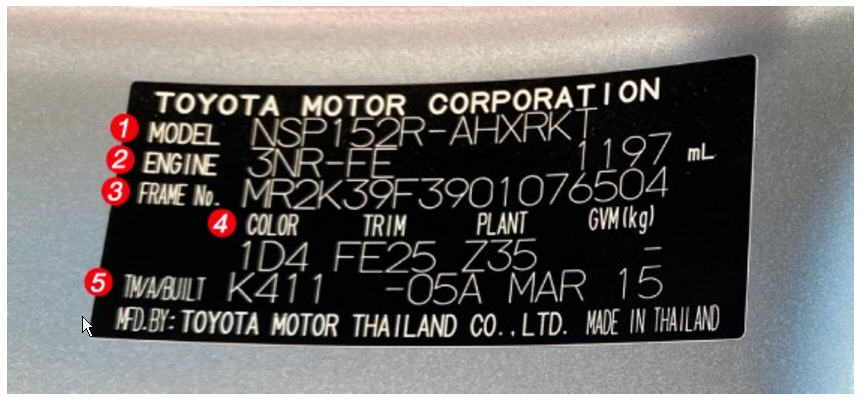 TOYOTA MOTOR CORPORATION
1 MODEL NSP152R-AHXRKT
2 ENGINE 3NR-FE 1197 mL
3 FRAME No. MR2K39F3901076504
4 COLOR TRIM PLANT GVM(kg)
1D4 FE25 Z35 -
5 TM/A/BUILT K411 -05A MAR 15
MFD.BY: TOYOTA MOTOR THAILAND CO.,LTD. MADE IN THAILAND